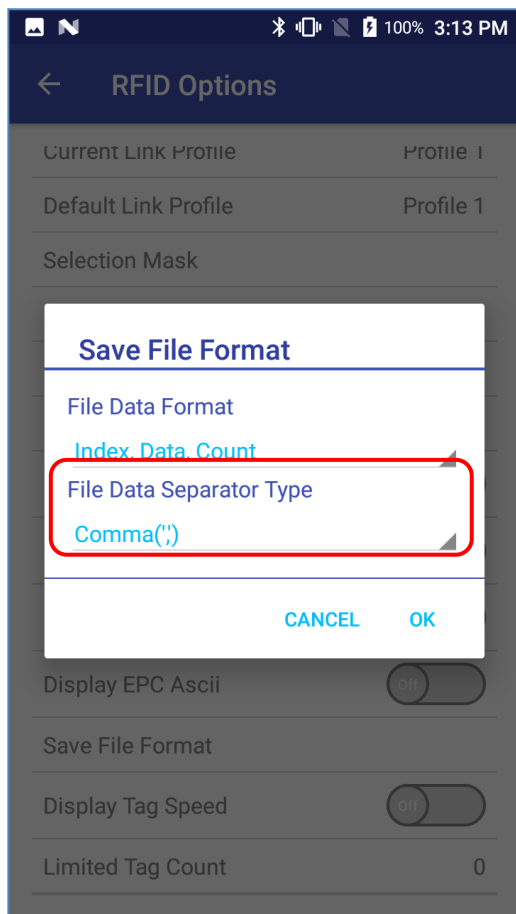 100% 3:13 PM
RFID Options
Current Link Profile Profile 1
Default Link Profile Profile 1
Selection Mask
Save File Format
File Data Format
Index, Data, Count
File Data Separator Type
Comma(',')
CANCEL OK
Display EPC Ascii Off
Save File Format
Display Tag Speed Off
Limited Tag Count 0